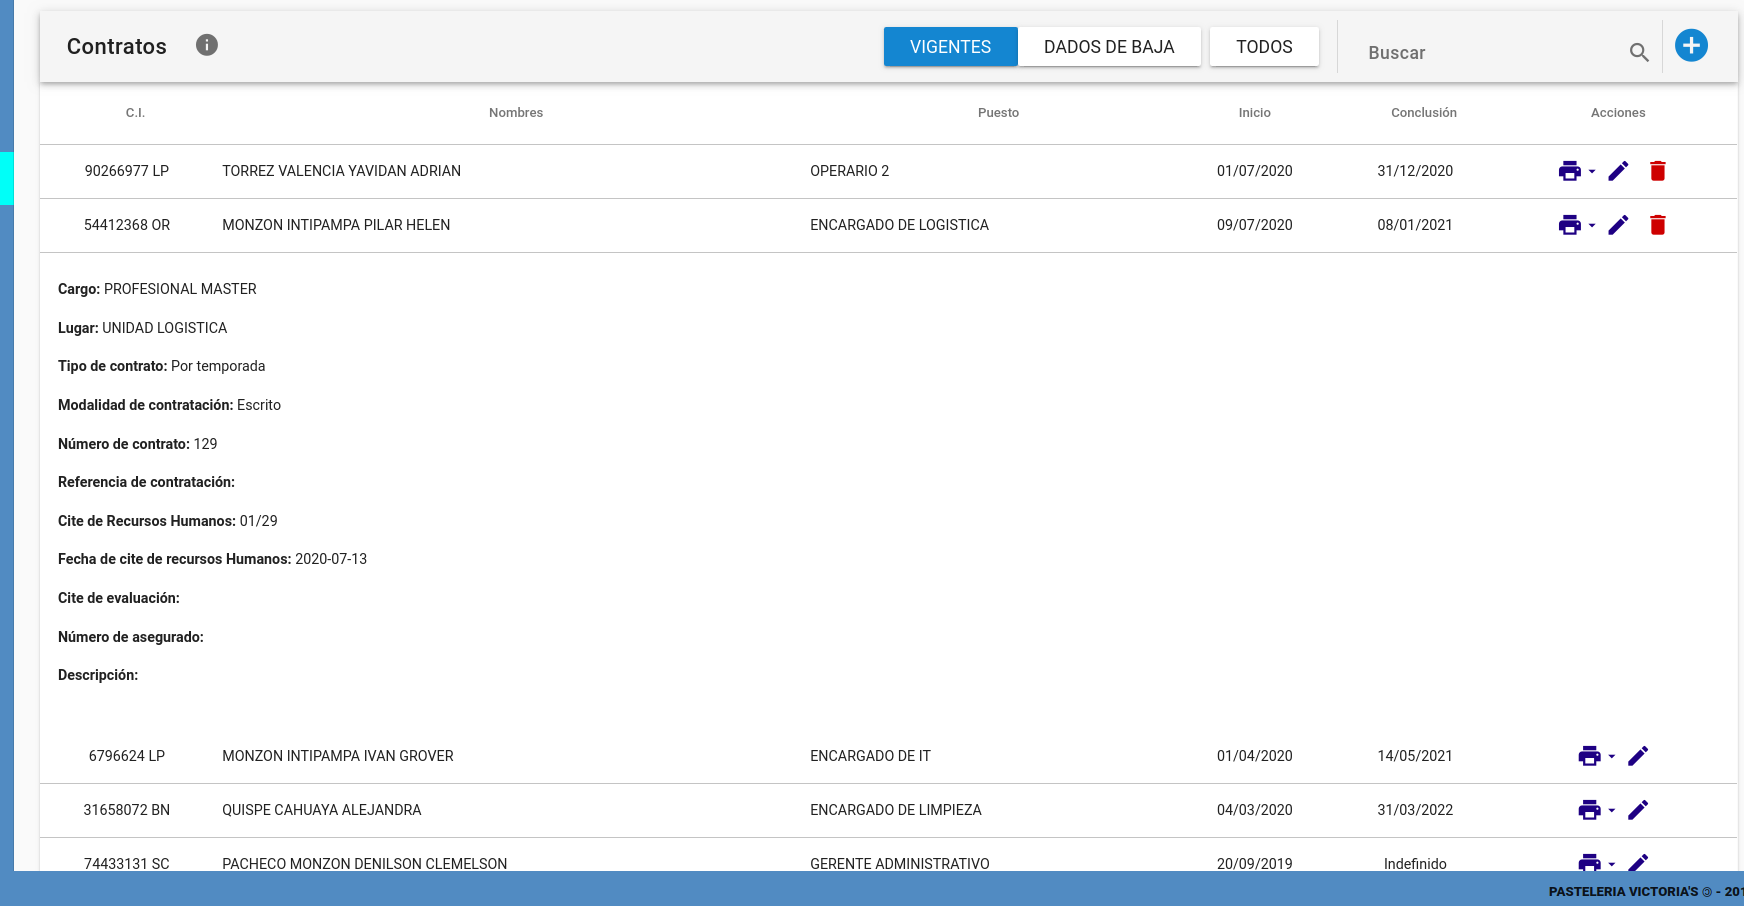 Contratos
VIGENTES DADOS DE BAJA TODOS Buscar
C.I. Nombres Puesto Inicio Conclusión Acciones
90266977 LP TORREZ VALENCIA YAVIDAN ADRIAN OPERARIO 2 01/07/2020 31/12/2020
54412368 OR MONZON INTIPAMPA PILAR HELEN ENCARGADO DE LOGISTICA 09/07/2020 08/01/2021
Cargo: PROFESIONAL MASTER
Lugar: UNIDAD LOGISTICA
Tipo de contrato: Por temporada
Modalidad de contratación: Escrito
Número de contrato: 129
Referencia de contratación:
Cite de Recursos Humanos: 01/29
Fecha de cite de recursos Humanos: 2020-07-13
Cite de evaluación:
Número de asegurado:
Descripción:
6796624 LP MONZON INTIPAMPA IVAN GROVER ENCARGADO DE IT 01/04/2020 14/05/2021
31658072 BN QUISPE CAHUAYA ALEJANDRA ENCARGADO DE LIMPIEZA 04/03/2020 31/03/2022
74433131 SC PACHECO MONZON DENILSON CLEMELSON GERENTE ADMINISTRATIVO 20/09/2019 Indefinido
PASTELERIA VICTORIA'S @ - 201